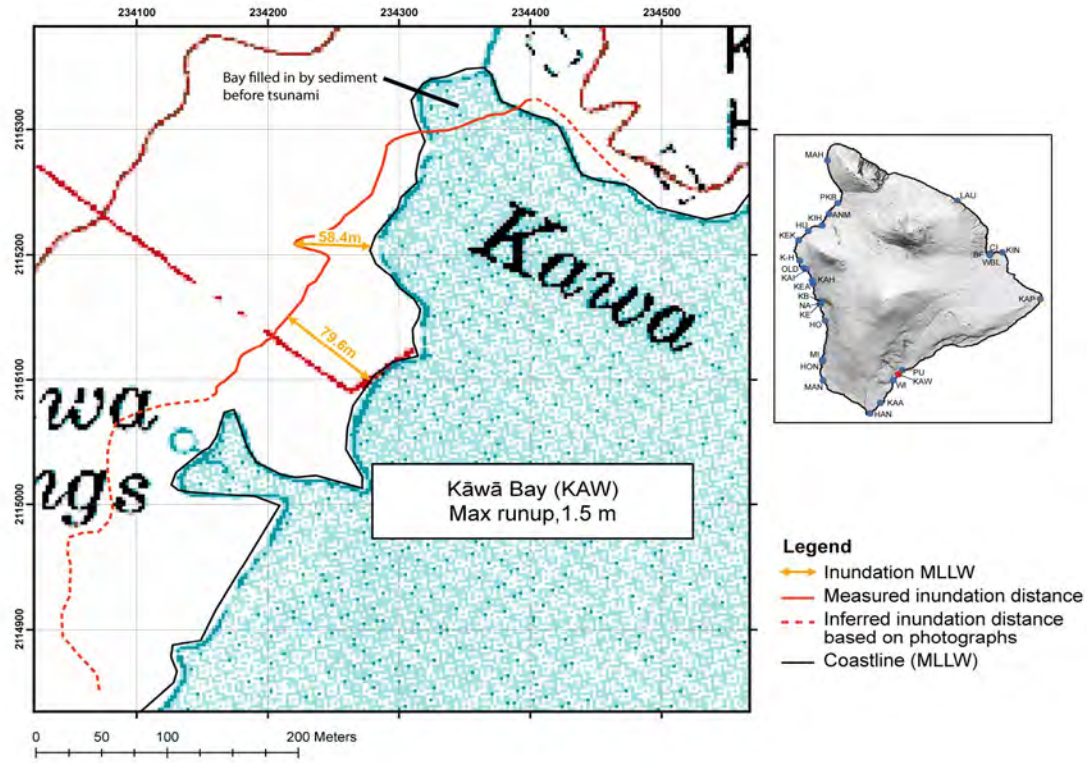 234100
234200
234300
234400
234500
2115300
2115200
2115100
2115000
2114900
Bay filled in by sediment
before tsunami
58.4m
79.6m
Kawa
wa
ngs
Kāwā Bay (KAW)
Max runup,1.5 m
0 50 100 200 Meters
MAH
PKB
ANM
KIH
HU
KEK
K-H
OLD
KAI
KAH
KEA
KB
NA
KE
HO
MI
HON
MAN
LAU
CI
KIN
BF
WBL
KAP
PU
KAW
WI
KAA
HAN
Legend
Inundation MLLW
Measured inundation distance
Inferred inundation distance
based on photographs
Coastline (MLLW)